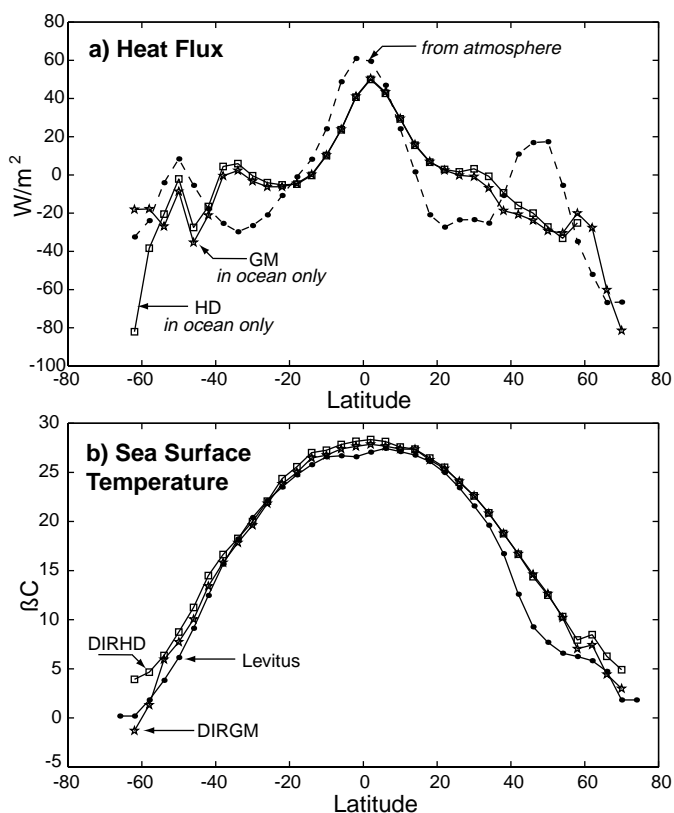 80
60
40
20
0
-20
-40
-60
-80
-100
W/m2
a) Heat Flux
from atmosphere
GM
in ocean only
HD
in ocean only
-80 -60 -40 -20 0 20 40 60 80
Latitude
30
25
20
15
10
5
0
-5
ßC
b) Sea Surface
Temperature
DIRHD
Levitus
DIRGM
-80 -60 -40 -20 0 20 40 60 80
Latitude